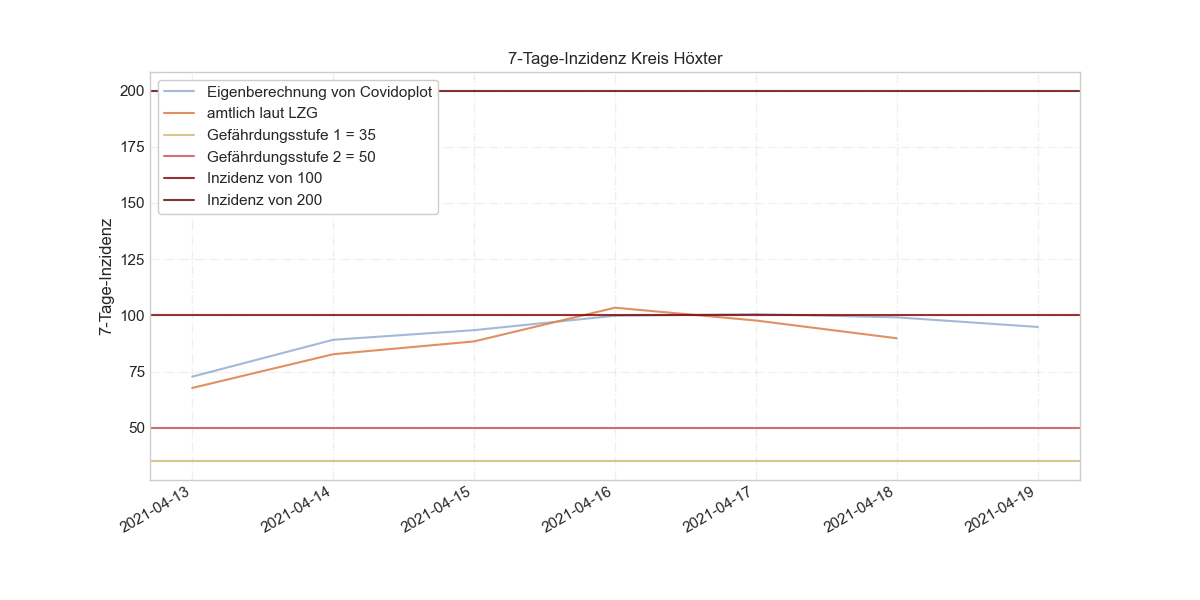 7-Tage-Inzidenz Kreis Höxter
Eigenberechnung von Covidoplot
amtlich laut LZG
Gefährdungsstufe 1 = 35
Gefährdungsstufe 2 = 50
Inzidenz von 100
Inzidenz von 200
7-Tage-Inzidenz
200
175
150
125
100
75
50
2021-04-13
2021-04-14
2021-04-15
2021-04-16
2021-04-17
2021-04-18
2021-04-19